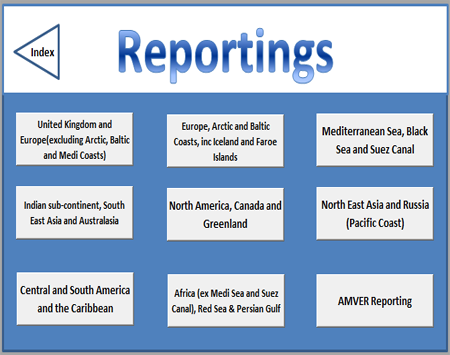 Index
Reportings
United Kingdom and
Europe(excluding Arctic, Baltic
and Medi Coasts)
Europe, Arctic and Baltic
Coasts, inc Iceland and Faroe
Islands
Mediterranean Sea, Black
Sea and Suez Canal
Indian sub-continent, South
East Asia and Australasia
North America, Canada and
Greenland
North East Asia and Russia
(Pacific Coast)
Central and South America
and the Caribbean
Africa (ex Medi Sea and Suez
Canal), Red Sea & Persian Gulf
AMVER Reporting